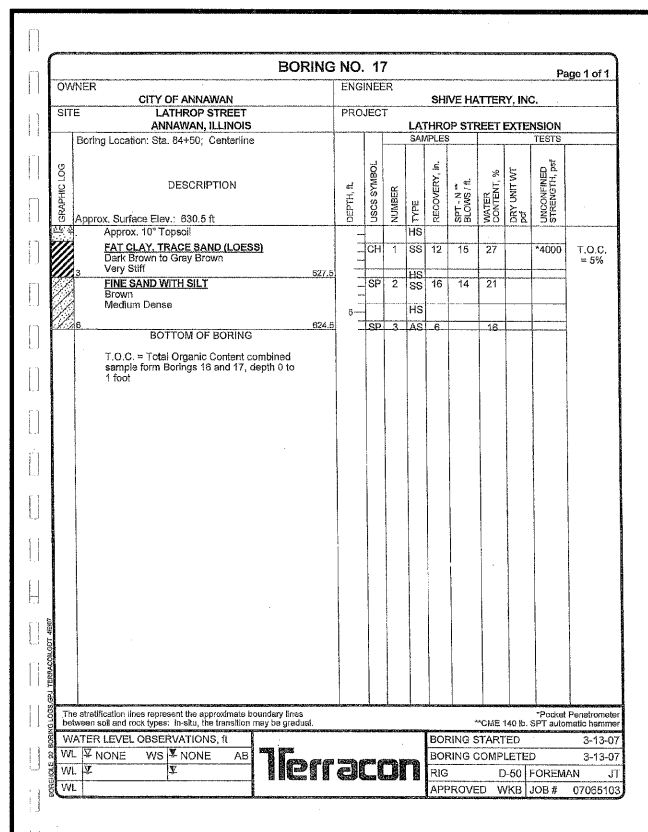 BORING NO. 17
Page 1 of 1
OWNER
CITY OF ANNAWAN
ENGINEER
SHIVE HATTERY, INC.
SITE
LATHROP STREET
ANNAWAN, ILLINOIS
PROJECT
LATHROP STREET EXTENSION
Boring Location: Sta. 64+50; Centerline
SAMPLES
TESTS
GRAPHIC LOG
DESCRIPTION
DEPTH, ft.
USCS SYMBOL
NUMBER
TYPE
RECOVERY, in.
SPT - N **
BLOWS / ft.
WATER
CONTENT, %
DRY UNIT WT
pcf
UNCONFINED
STRENGTH, psf
Approx. Surface Elev.: 630.5 ft
Approx. 10" Topsoil
HS
FAT CLAY, TRACE SAND (LOESS)
CH 1 SS 12 15 27 *4000 T.O.C.
= 5%
Dark Brown to Gray Brown
Very Stiff
3 627.5
HS
FINE SAND WITH SILT
SP 2 SS 16 14 21
Brown
Medium Dense
5
HS
6 624.5
SP 3 AS 6 16
BOTTOM OF BORING
T.O.C. = Total Organic Content combined
sample form Borings 16 and 17, depth 0 to
1 foot
The stratification lines represent the approximate boundary lines
between soil and rock types: in-situ, the transition may be gradual.
*Pocket Penetrometer
**CME 140 lb. SPT automatic hammer
WATER LEVEL OBSERVATIONS, ft
WL NONE WS NONE AB
WL
WL
Terracon
BORING STARTED 3-13-07
BORING COMPLETED 3-13-07
RIG D-50 FOREMAN JT
APPROVED WKB JOB # 07065103